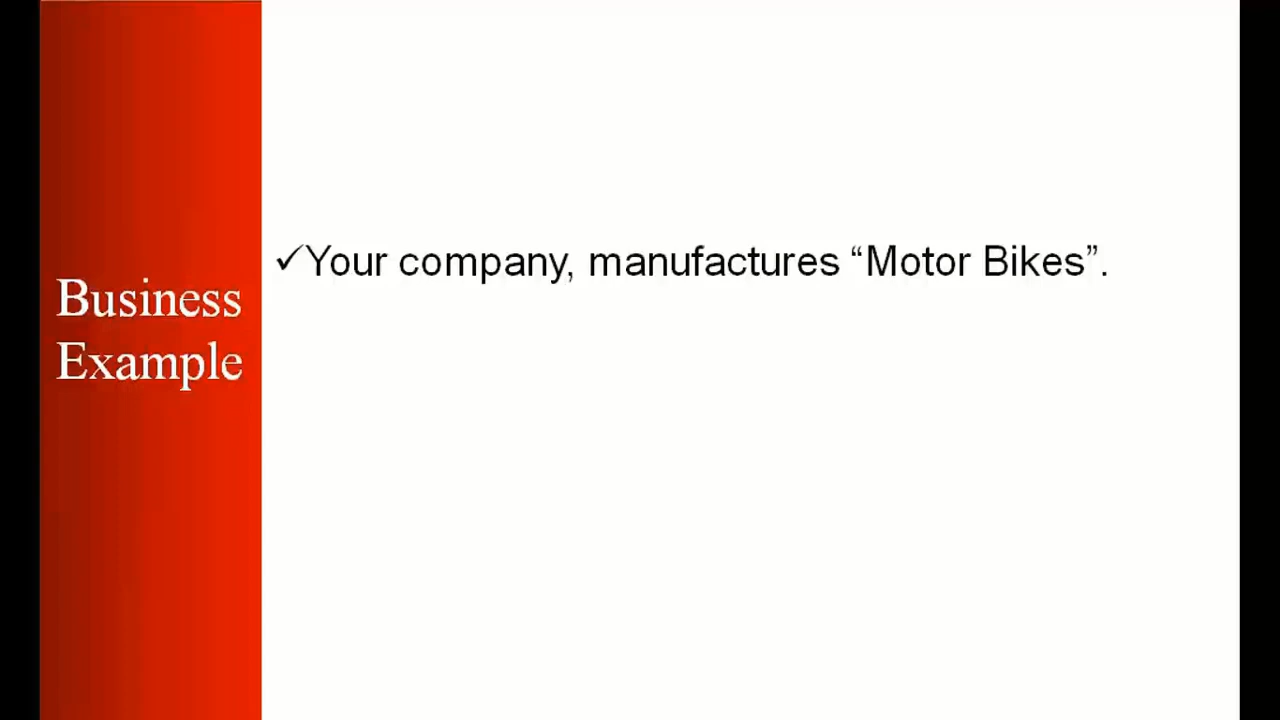 Business
Example
✓Your company, manufactures “Motor Bikes”.